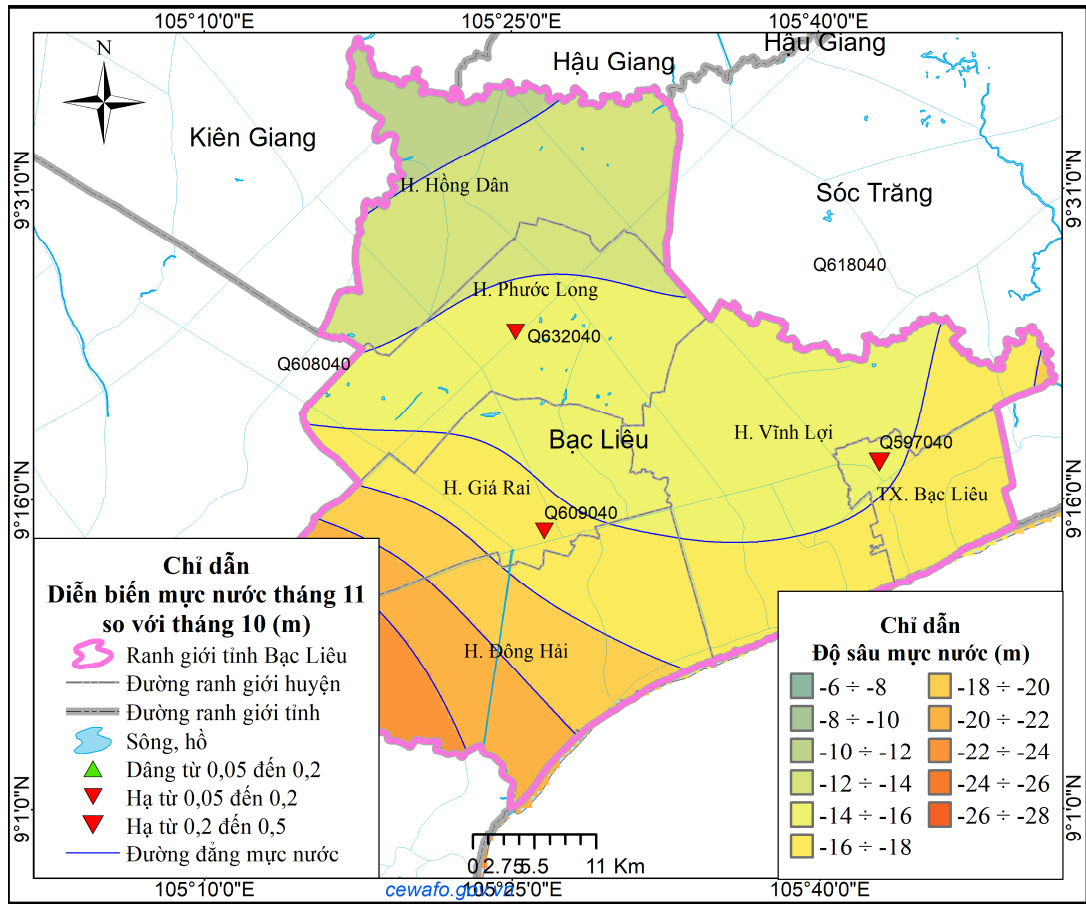 105°10'0"E 105°25'0"E 105°40'0"E
Hậu Giang
Hậu Giang
N
Kiên Giang
9°31'0"N
9°31'0"N
H. Hồng Dân
Sóc Trăng
Q618040
H. Phước Long
Q632040
Q608040
Bạc Liêu
H. Vĩnh Lợi
Q597040
H. Giá Rai
TX. Bạc Liêu
9°16'0"N
9°16'0"N
Q609040
H. Đông Hải
Chỉ dẫn
Diễn biến mực nước tháng 11
so với tháng 10 (m)
Ranh giới tỉnh Bạc Liêu
Đường ranh giới huyện
Đường ranh giới tỉnh
Sông, hồ
Dâng từ 0,05 đến 0,2
Hạ từ 0,05 đến 0,2
Hạ từ 0,2 đến 0,5
Đường đẳng mực nước
Chỉ dẫn
Độ sâu mực nước (m)
-6 ÷ -8
-8 ÷ -10
-10 ÷ -12
-12 ÷ -14
-14 ÷ -16
-16 ÷ -18
-18 ÷ -20
-20 ÷ -22
-22 ÷ -24
-24 ÷ -26
-26 ÷ -28
9°1'0"N
9°1'0"N
0 2.75 5.5 11 Km
105°10'0"E 105°25'0"E 105°40'0"E
cewafo.gov.vn